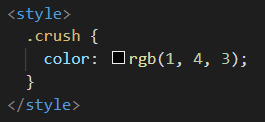 <style>
.crush {
color: rgb(1, 4, 3);
}
</style>